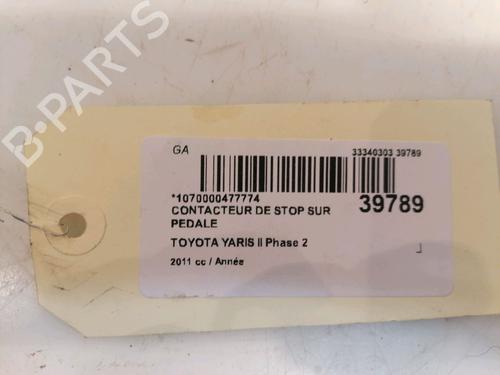 B-PARTS
GA
33340303 39789
*1070000477774
CONTACTEUR DE STOP SUR
PEDALE
39789
TOYOTA YARIS II Phase 2
2011 cc / Année